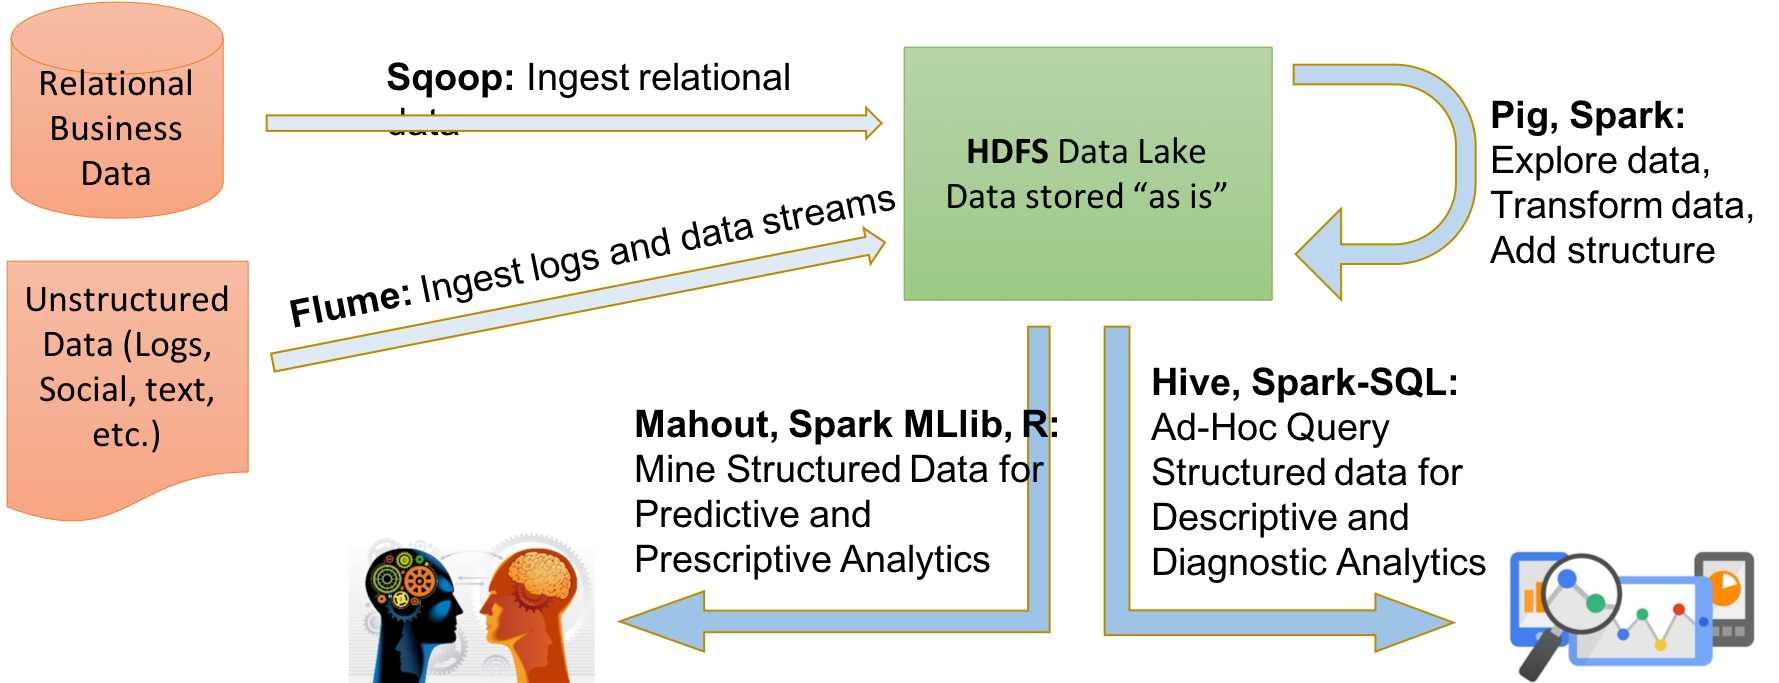 Relational
Business
Data
Sqoop: Ingest relational
data
HDFS Data Lake
Data stored “as is”
Pig, Spark:
Explore data,
Transform data,
Add structure
Flume: Ingest logs and data streams
Unstructured
Data (Logs,
Social, text,
etc.)
Mahout, Spark MLlib, R:
Mine Structured Data for
Predictive and
Prescriptive Analytics
Hive, Spark-SQL:
Ad-Hoc Query
Structured data for
Descriptive and
Diagnostic Analytics